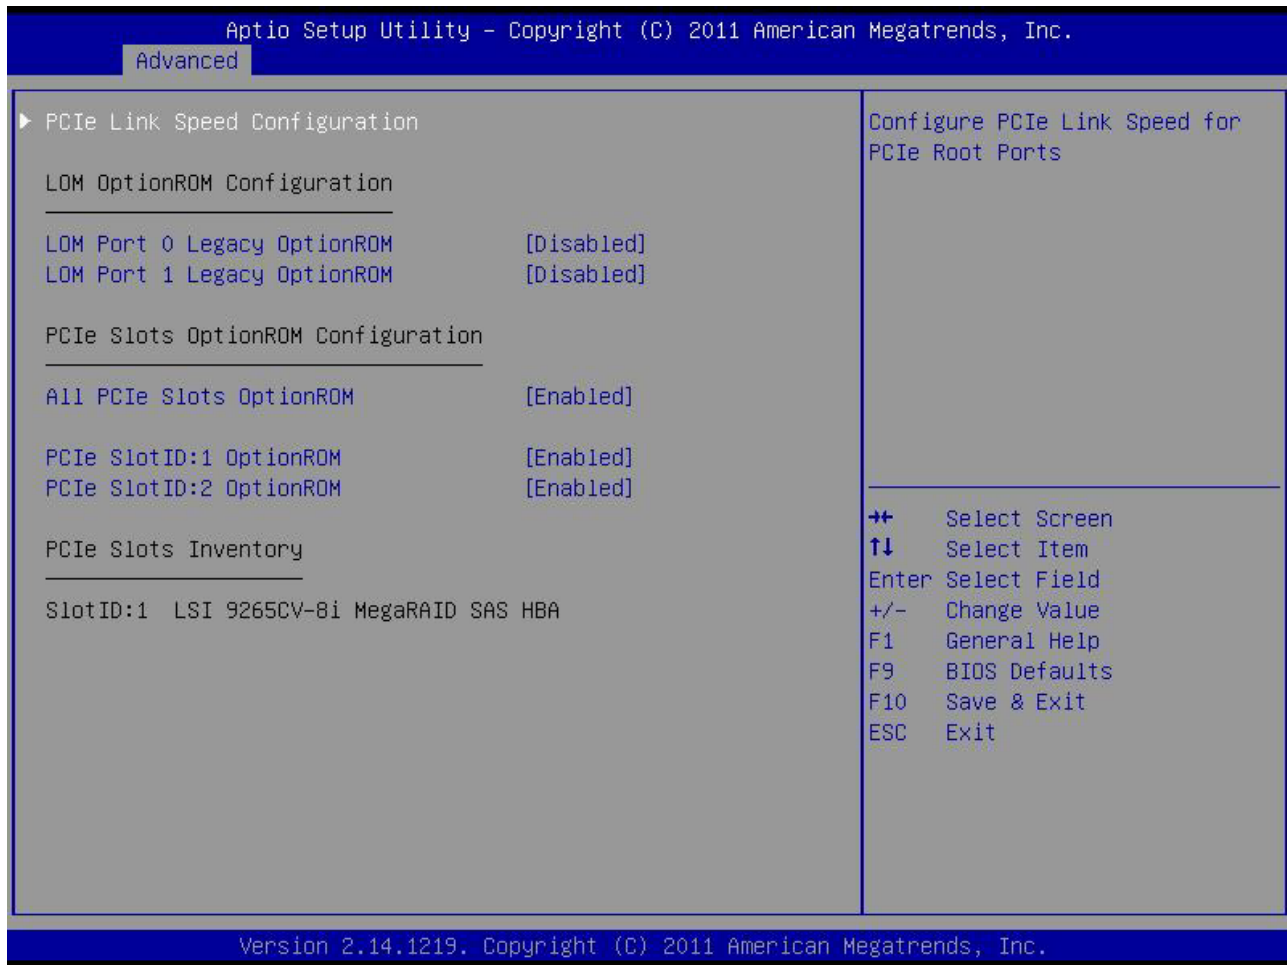 Aptio Setup Utility – Copyright (C) 2011 American Megatrends, Inc.
Advanced
PCIe Link Speed Configuration
LOM OptionROM Configuration
LOM Port 0 Legacy OptionROM [Disabled]
LOM Port 1 Legacy OptionROM [Disabled]
PCIe Slots OptionROM Configuration
All PCIe Slots OptionROM [Enabled]
PCIe SlotID:1 OptionROM [Enabled]
PCIe SlotID:2 OptionROM [Enabled]
PCIe Slots Inventory
SlotID:1 LSI 9265CV-8i MegaRAID SAS HBA
Configure PCIe Link Speed for
PCIe Root Ports
→← Select Screen
↑↓ Select Item
Enter Select Field
+/- Change Value
F1 General Help
F9 BIOS Defaults
F10 Save & Exit
ESC Exit
Version 2.14.1219. Copyright (C) 2011 American Megatrends, Inc.